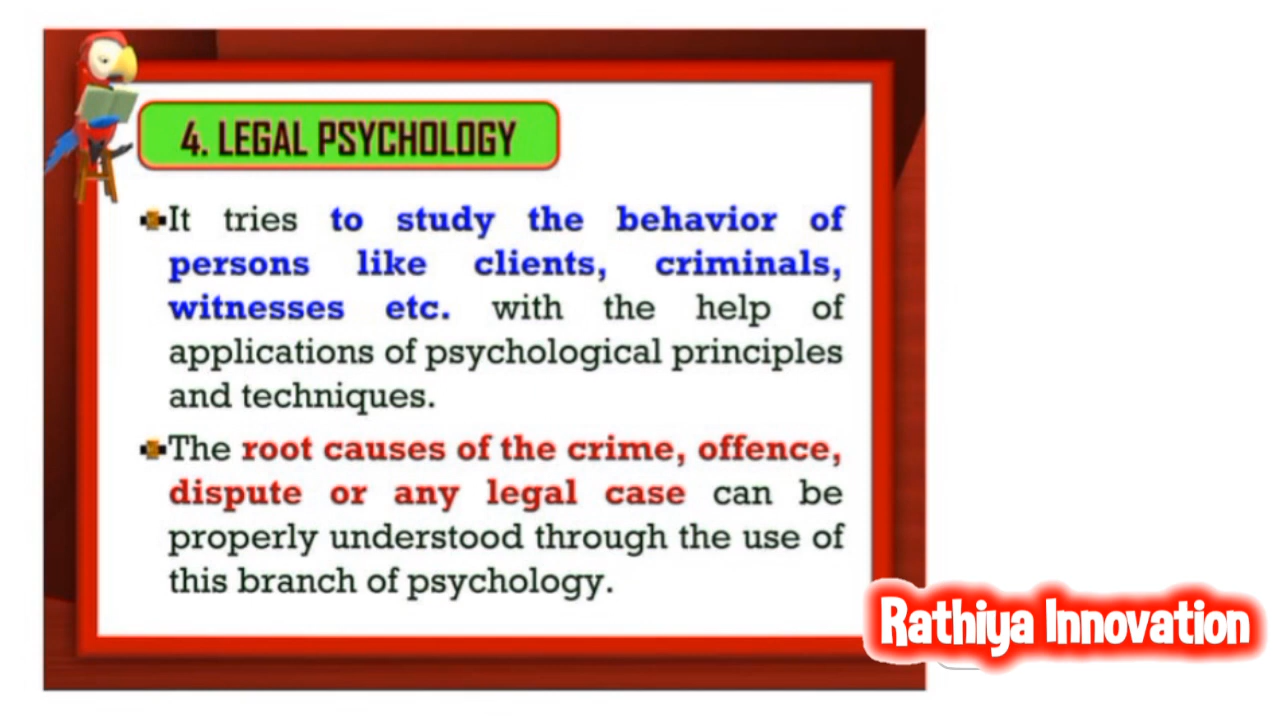 4. LEGAL PSYCHOLOGY
It tries to study the behavior of
persons like clients, criminals,
witnesses etc. with the help of
applications of psychological principles
and techniques.
The root causes of the crime, offence,
dispute or any legal case can be
properly understood through the use of
this branch of psychology.
Rathiya Innovation